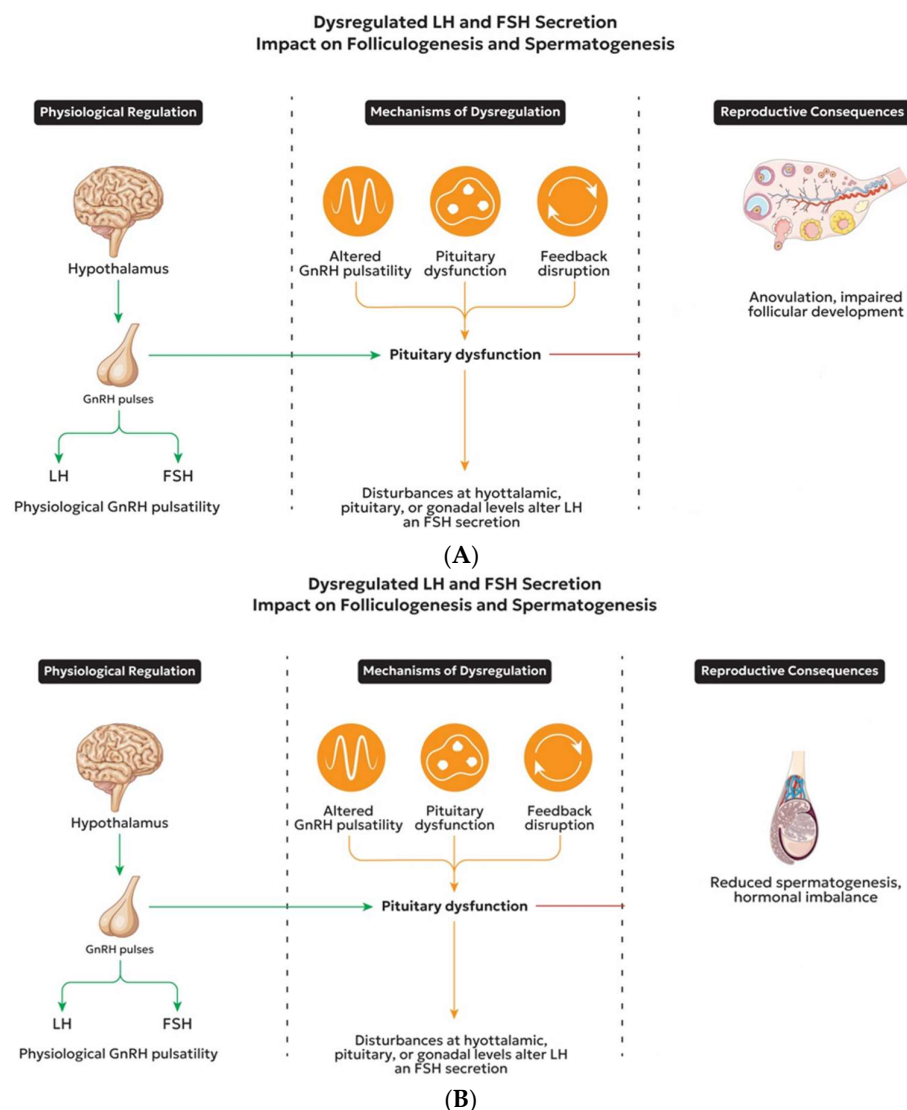 Dysregulated LH and FSH Secretion
Impact on Folliculogenesis and Spermatogenesis
Physiological Regulation
Mechanisms of Dysregulation
Reproductive Consequences
Hypothalamus
Altered
GnRH pulsatility
Pituitary
dysfunction
Feedback
disruption
Anovulation, impaired
follicular development
Pituitary dysfunction
GnRH pulses
LH
FSH
Physiological GnRH pulsatility
Disturbances at hyottalamic,
pituitary, or gonadal levels alter LH
an FSH secretion
(A)
Dysregulated LH and FSH Secretion
Impact on Folliculogenesis and Spermatogenesis
Physiological Regulation
Mechanisms of Dysregulation
Reproductive Consequences
Hypothalamus
Altered
GnRH pulsatility
Pituitary
dysfunction
Feedback
disruption
Reduced spermatogenesis,
hormonal imbalance
Pituitary dysfunction
GnRH pulses
LH
FSH
Physiological GnRH pulsatility
Disturbances at hyottalamic,
pituitary, or gonadal levels alter LH
an FSH secretion
(B)